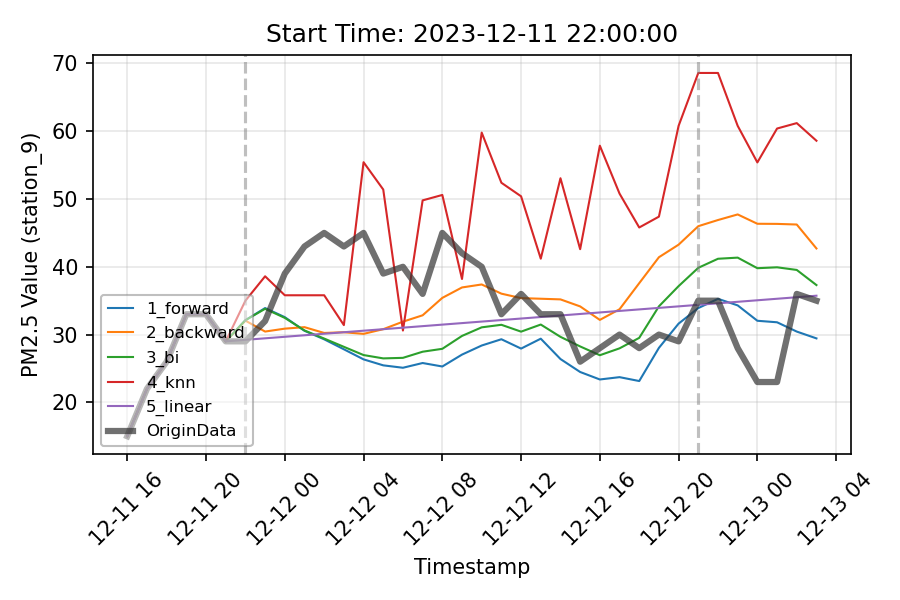 Start Time: 2023-12-11 22:00:00
PM2.5 Value (station_9)
70
60
50
40
30
20
1_forward
2_backward
3_bi
4_knn
5_linear
OriginData
12-11 16
12-11 20
12-12 00
12-12 04
12-12 08
12-12 12
12-12 16
12-12 20
12-13 00
12-13 04
Timestamp